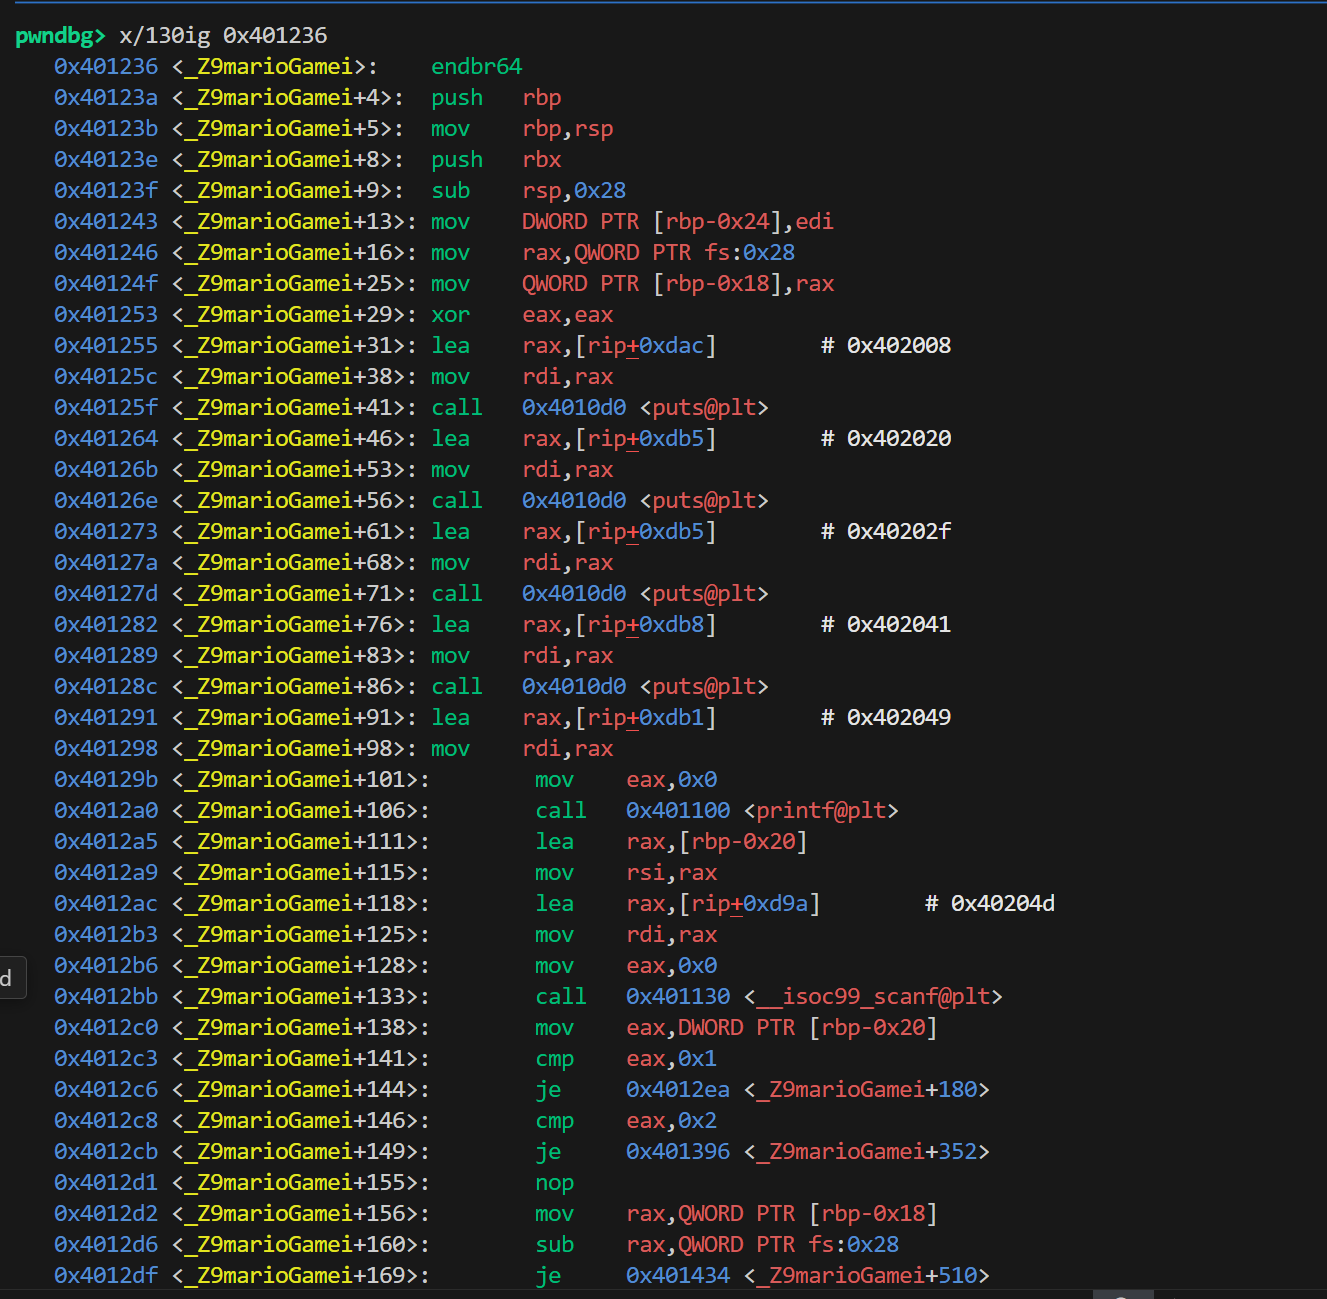 pwndbg> x/130ig 0x401236
0x401236 <_Z9marioGamei>: endbr64
0x40123a <_Z9marioGamei+4>: push rbp
0x40123b <_Z9marioGamei+5>: mov rbp,rsp
0x40123e <_Z9marioGamei+8>: push rbx
0x40123f <_Z9marioGamei+9>: sub rsp,0x28
0x401243 <_Z9marioGamei+13>: mov DWORD PTR [rbp-0x24],edi
0x401246 <_Z9marioGamei+16>: mov rax,QWORD PTR fs:0x28
0x40124f <_Z9marioGamei+25>: mov QWORD PTR [rbp-0x18],rax
0x401253 <_Z9marioGamei+29>: xor eax,eax
0x401255 <_Z9marioGamei+31>: lea rax,[rip+0xdac] # 0x402008
0x40125c <_Z9marioGamei+38>: mov rdi,rax
0x40125f <_Z9marioGamei+41>: call 0x4010d0 <puts@plt>
0x401264 <_Z9marioGamei+46>: lea rax,[rip+0xdb5] # 0x402020
0x40126b <_Z9marioGamei+53>: mov rdi,rax
0x40126e <_Z9marioGamei+56>: call 0x4010d0 <puts@plt>
0x401273 <_Z9marioGamei+61>: lea rax,[rip+0xdb5] # 0x40202f
0x40127a <_Z9marioGamei+68>: mov rdi,rax
0x40127d <_Z9marioGamei+71>: call 0x4010d0 <puts@plt>
0x401282 <_Z9marioGamei+76>: lea rax,[rip+0xdb8] # 0x402041
0x401289 <_Z9marioGamei+83>: mov rdi,rax
0x40128c <_Z9marioGamei+86>: call 0x4010d0 <puts@plt>
0x401291 <_Z9marioGamei+91>: lea rax,[rip+0xdb1] # 0x402049
0x401298 <_Z9marioGamei+98>: mov rdi,rax
0x40129b <_Z9marioGamei+101>: mov eax,0x0
0x4012a0 <_Z9marioGamei+106>: call 0x401100 <printf@plt>
0x4012a5 <_Z9marioGamei+111>: lea rax,[rbp-0x20]
0x4012a9 <_Z9marioGamei+115>: mov rsi,rax
0x4012ac <_Z9marioGamei+118>: lea rax,[rip+0xd9a] # 0x40204d
0x4012b3 <_Z9marioGamei+125>: mov rdi,rax
0x4012b6 <_Z9marioGamei+128>: mov eax,0x0
d
0x4012bb <_Z9marioGamei+133>: call 0x401130 <__isoc99_scanf@plt>
0x4012c0 <_Z9marioGamei+138>: mov eax,DWORD PTR [rbp-0x20]
0x4012c3 <_Z9marioGamei+141>: cmp eax,0x1
0x4012c6 <_Z9marioGamei+144>: je 0x4012ea <_Z9marioGamei+180>
0x4012c8 <_Z9marioGamei+146>: cmp eax,0x2
0x4012cb <_Z9marioGamei+149>: je 0x401396 <_Z9marioGamei+352>
0x4012d1 <_Z9marioGamei+155>: nop
0x4012d2 <_Z9marioGamei+156>: mov rax,QWORD PTR [rbp-0x18]
0x4012d6 <_Z9marioGamei+160>: sub rax,QWORD PTR fs:0x28
0x4012df <_Z9marioGamei+169>: je 0x401434 <_Z9marioGamei+510>